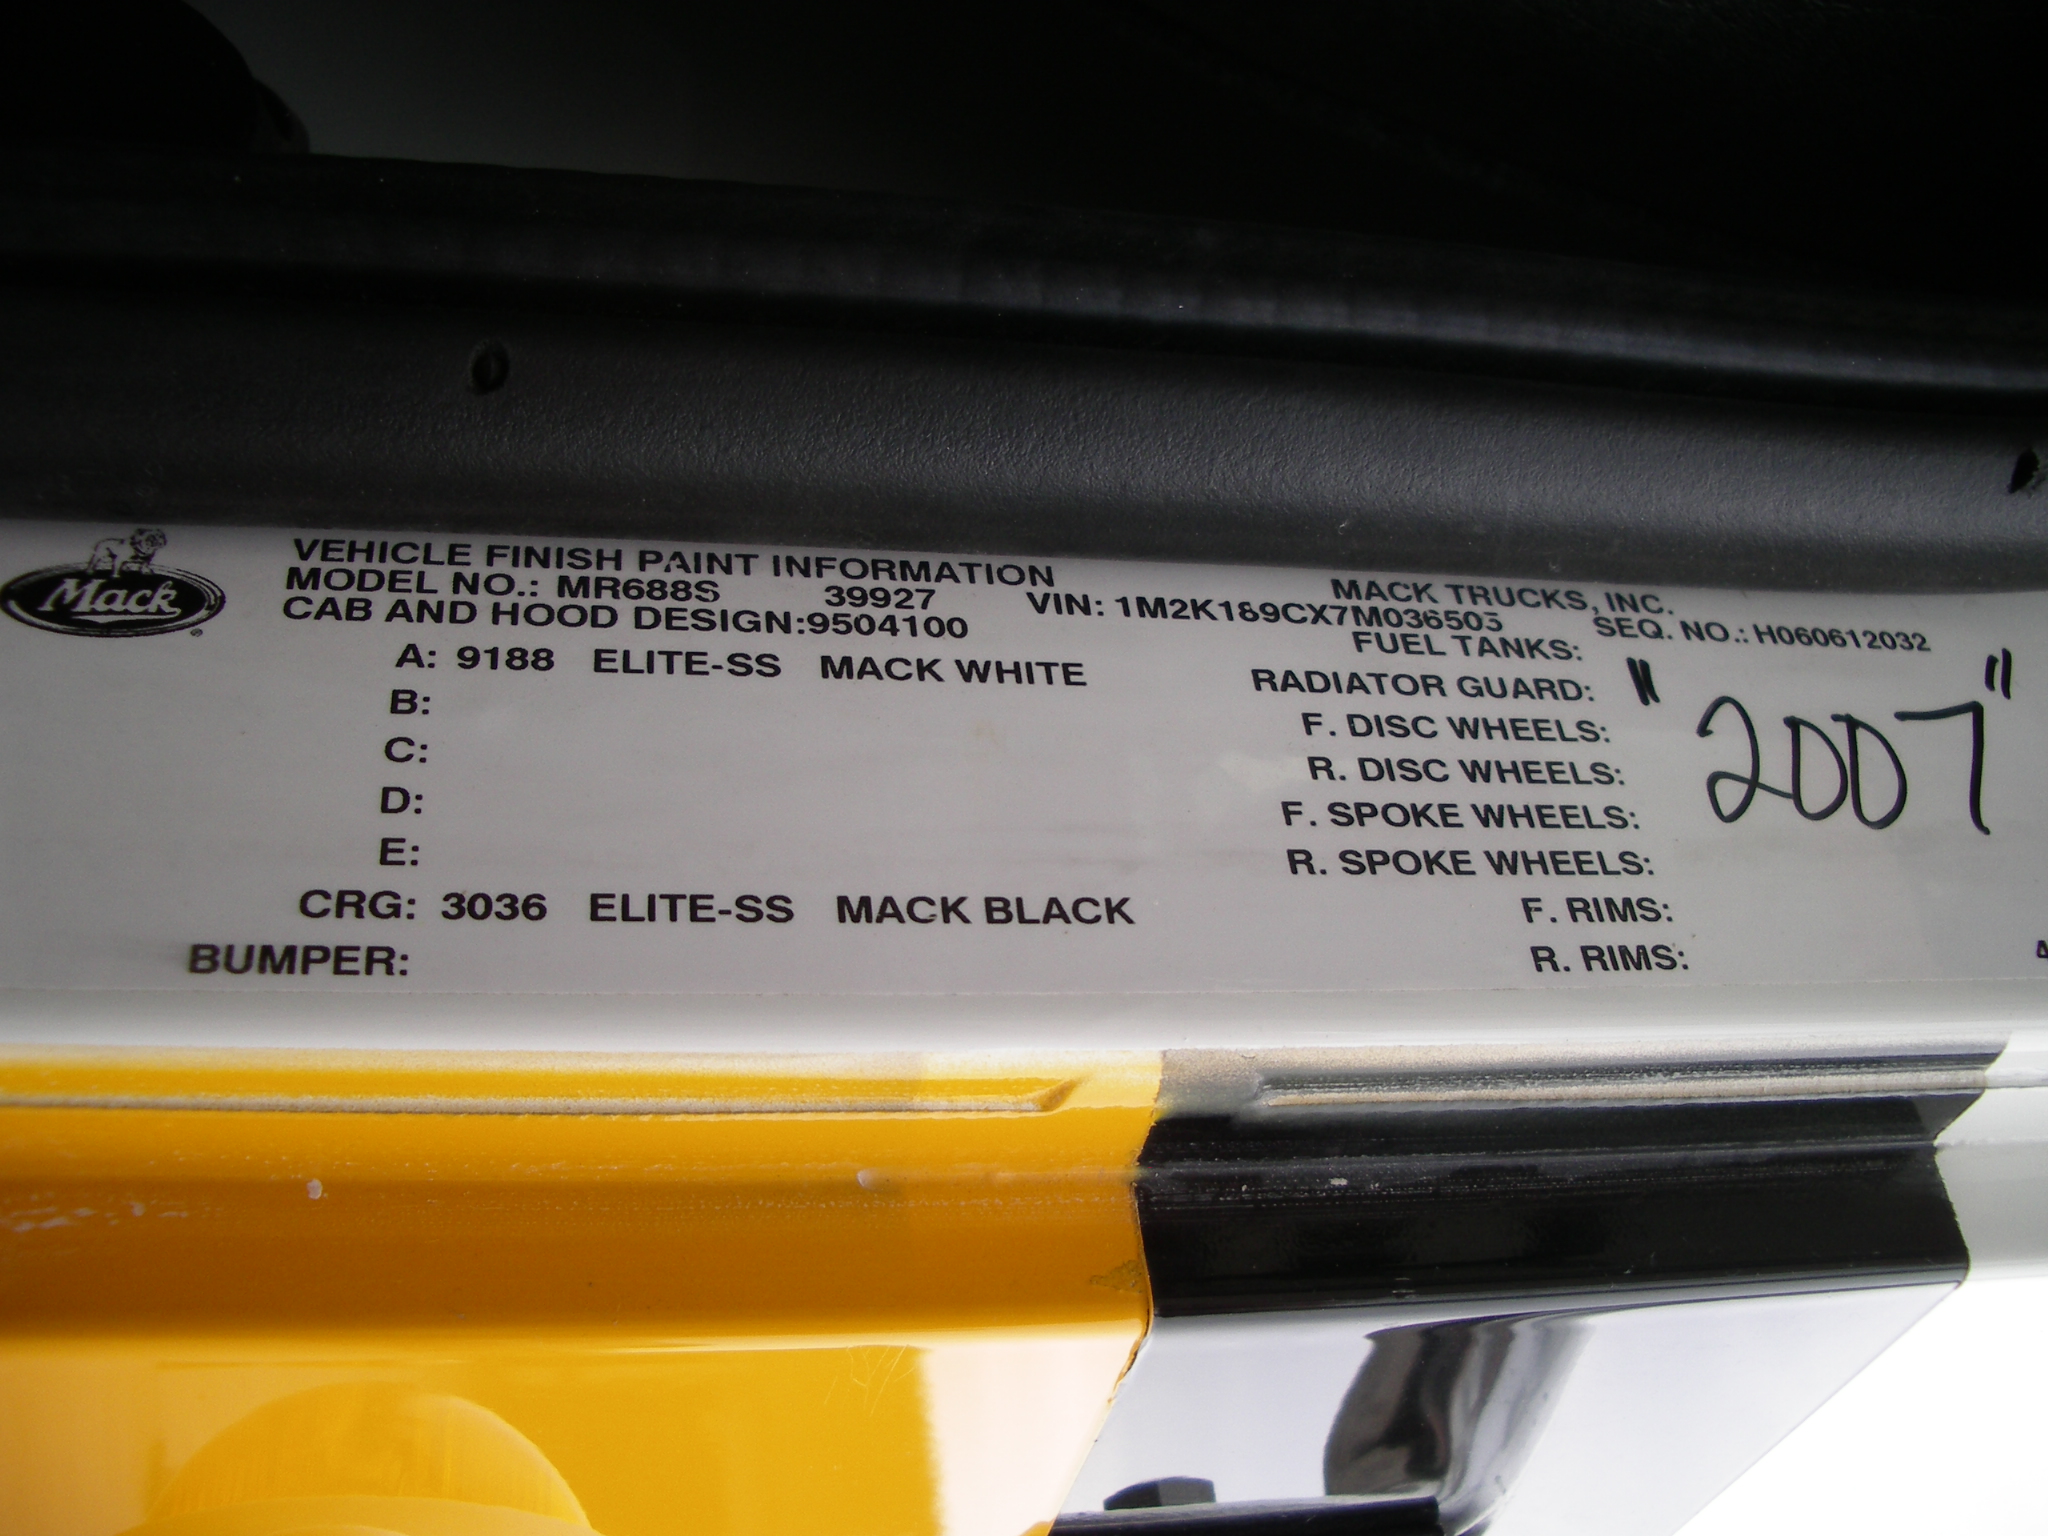 Mack ®
VEHICLE FINISH PAINT INFORMATION
MACK TRUCKS, INC.
MODEL NO.: MR688S 39927 VIN: 1M2K189CX7M036503 SEQ. NO.: H060612032
CAB AND HOOD DESIGN:9504100
FUEL TANKS:
A: 9188 ELITE-SS MACK WHITE
RADIATOR GUARD:
B:
F. DISC WHEELS:
C:
R. DISC WHEELS:
D:
F. SPOKE WHEELS:
E:
R. SPOKE WHEELS:
CRG: 3036 ELITE-SS MACK BLACK
F. RIMS:
BUMPER:
R. RIMS:
"2007"